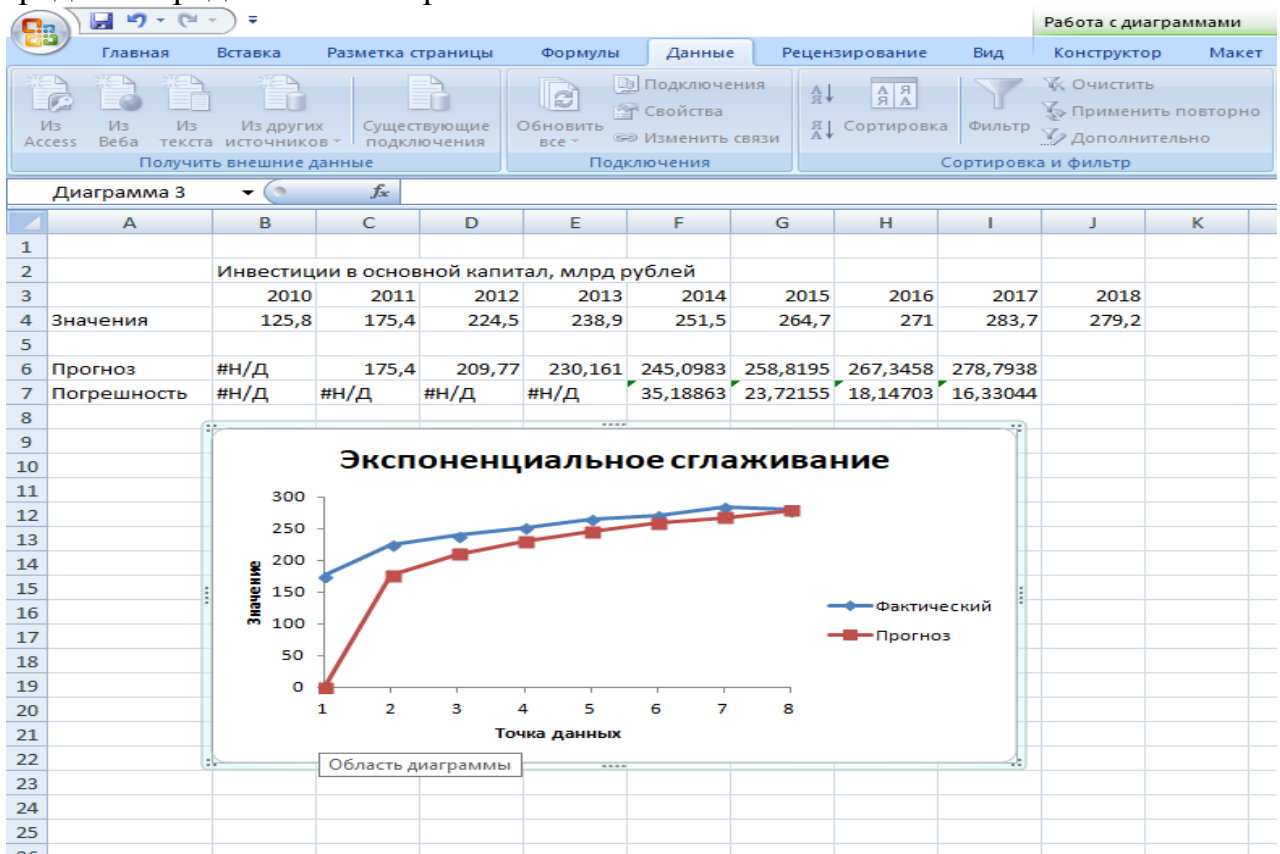 Работа с диаграммами
Главная Вставка Разметка страницы Формулы Данные Рецензирование Вид Конструктор Макет
Из Access Из Веба Из текста Из других источников Существующие подключения Обновить все Подключения Свойства Изменить связи Сортировка Фильтр Очистить Применить повторно Дополнительно
Получить внешние данные Подключения Сортировка и фильтр
Диаграмма 3 fx
A B C D E F G H I J K
1
2 Инвестиции в основной капитал, млрд рублей
3 2010 2011 2012 2013 2014 2015 2016 2017 2018
4 Значения 125,8 175,4 224,5 238,9 251,5 264,7 271 283,7 279,2
5
6 Прогноз #Н/Д 175,4 209,77 230,161 245,0983 258,8195 267,3458 278,7938
7 Погрешность #Н/Д #Н/Д #Н/Д #Н/Д 35,18863 23,72155 18,14703 16,33044
8
9
10
11
12
13
14
15
16
17
18
19
20
21
22
23
24
25
Экспоненциальное сглаживание
Значение
300
250
200
150
100
50
0
1 2 3 4 5 6 7 8
Точка данных
Фактический
Прогноз
Область диаграммы